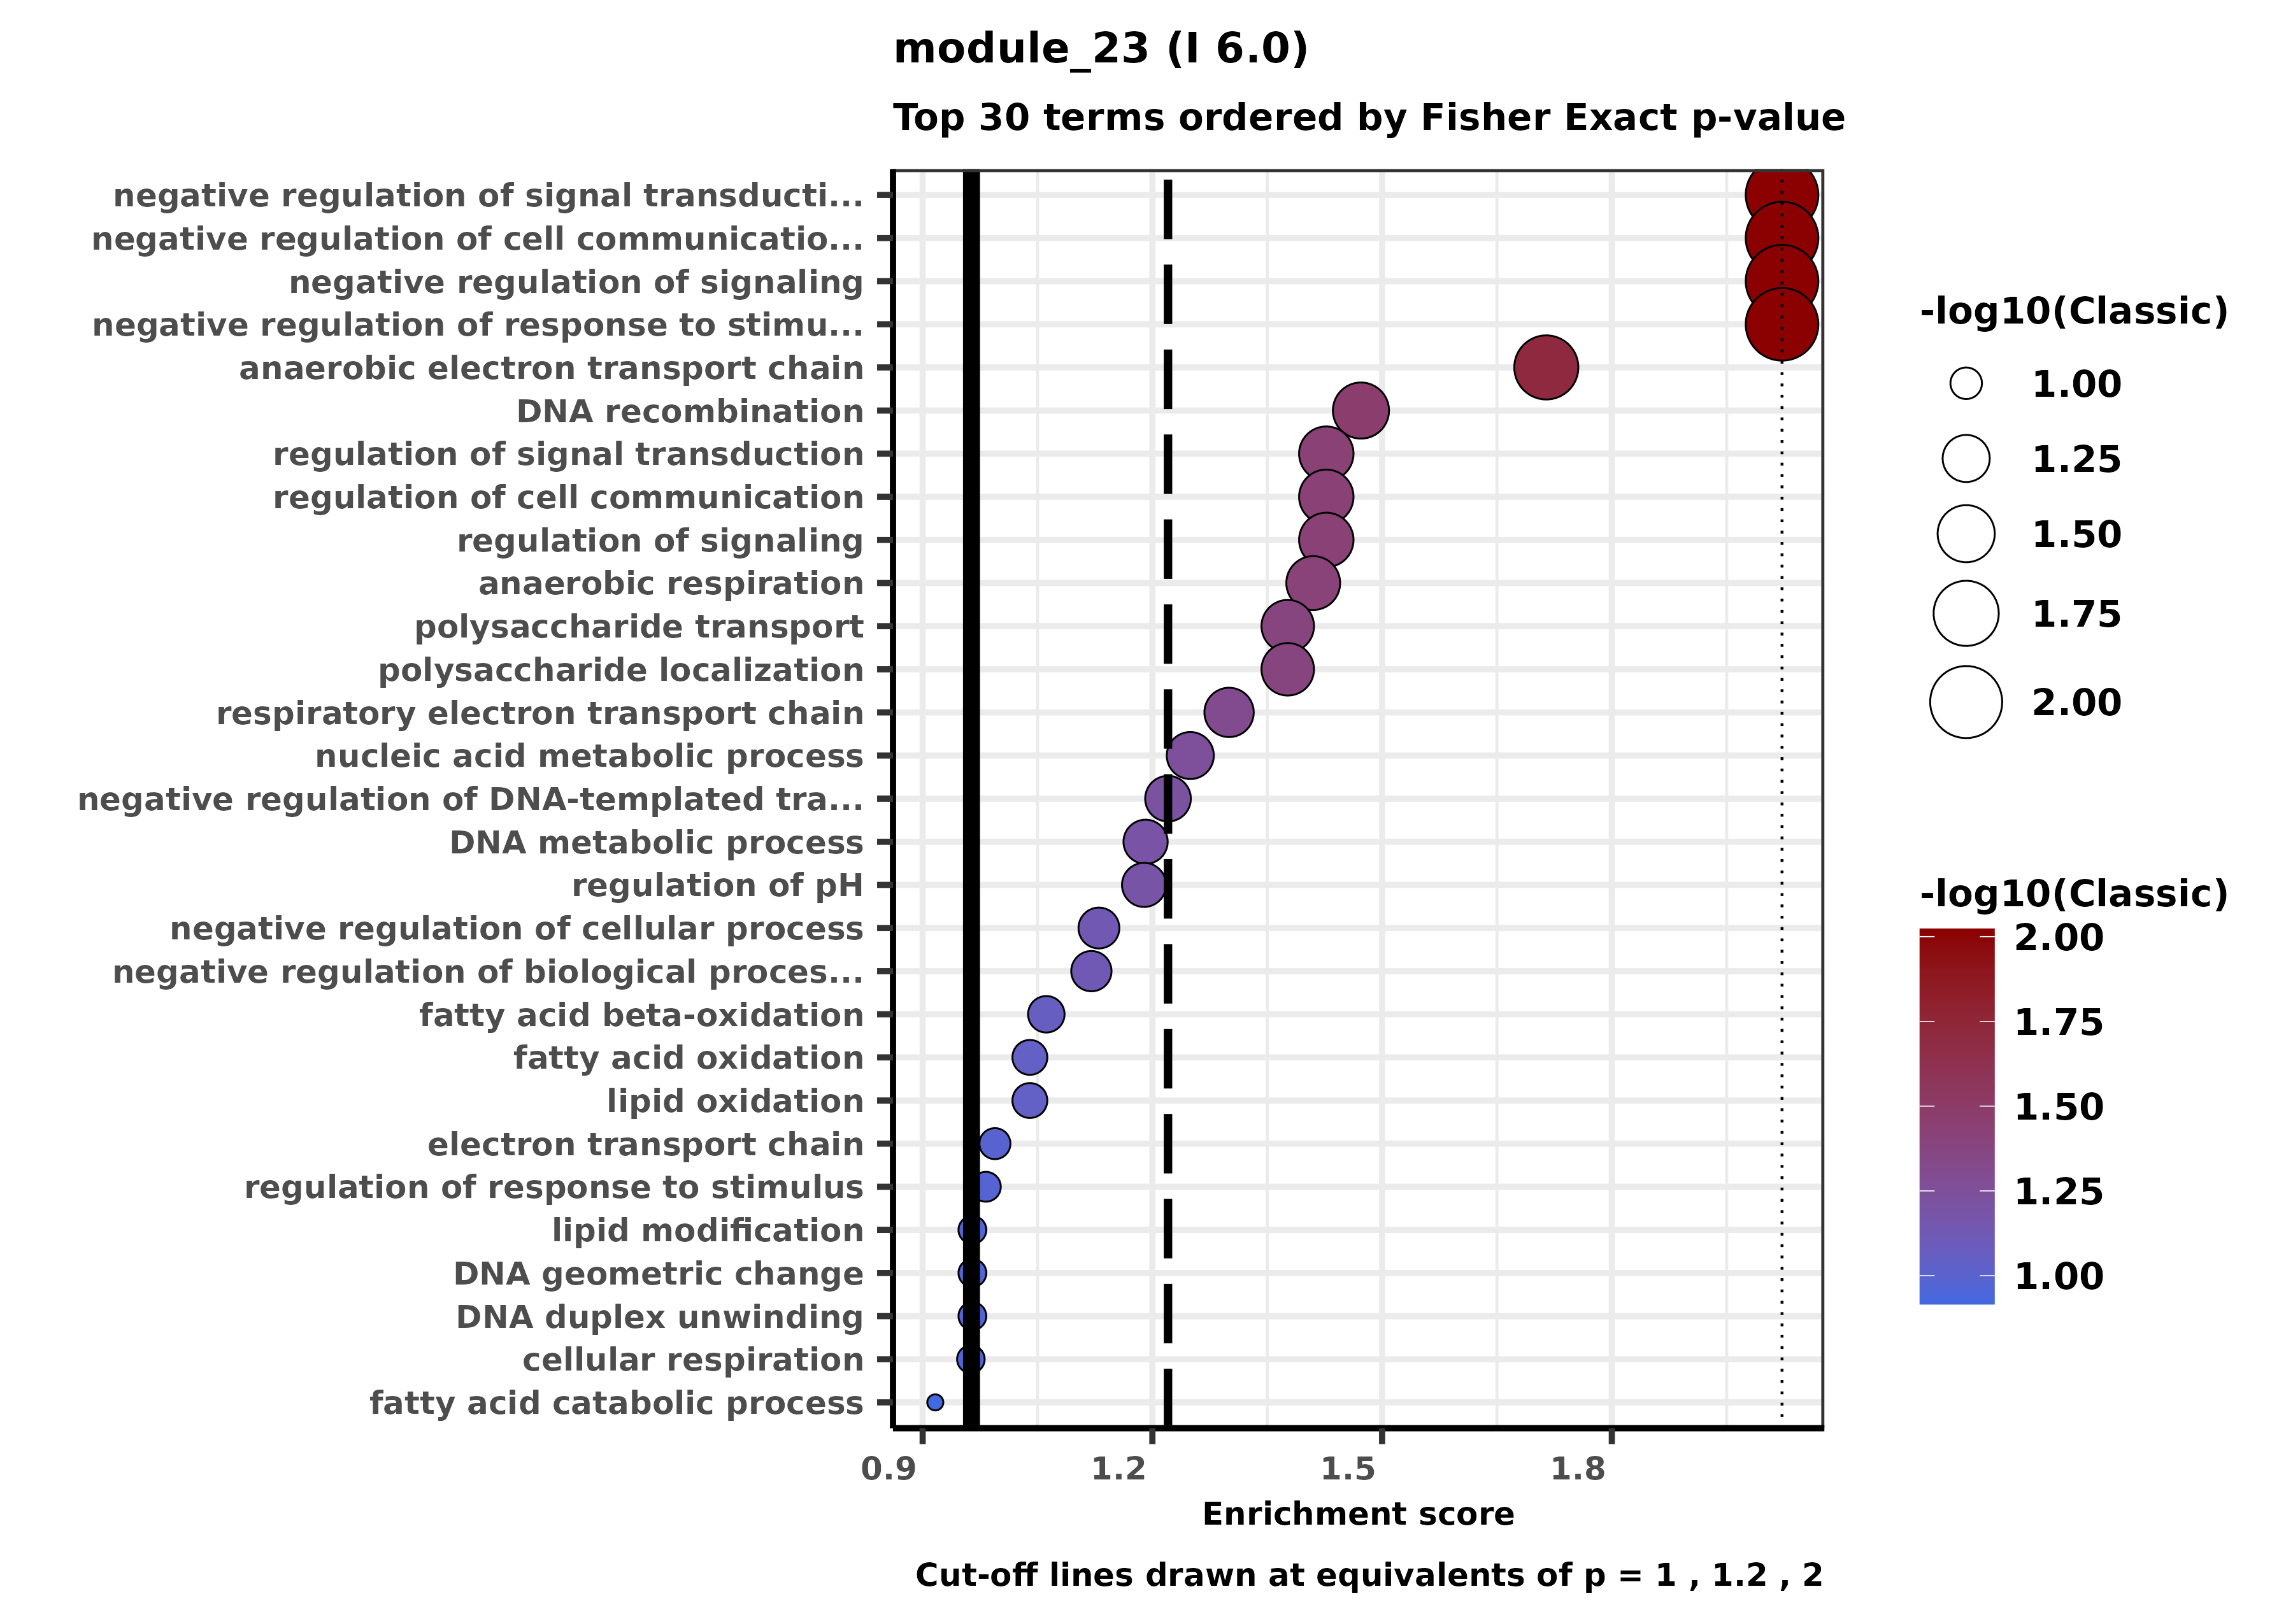 module_23 (I 6.0)
Top 30 terms ordered by Fisher Exact p-value
negative regulation of signal transducti...
negative regulation of cell communicatio...
negative regulation of signaling
negative regulation of response to stimu...
anaerobic electron transport chain
DNA recombination
regulation of signal transduction
regulation of cell communication
regulation of signaling
anaerobic respiration
polysaccharide transport
polysaccharide localization
respiratory electron transport chain
nucleic acid metabolic process
negative regulation of DNA-templated tra...
DNA metabolic process
regulation of pH
negative regulation of cellular process
negative regulation of biological proces...
fatty acid beta-oxidation
fatty acid oxidation
lipid oxidation
electron transport chain
regulation of response to stimulus
lipid modification
DNA geometric change
DNA duplex unwinding
cellular respiration
fatty acid catabolic process
0.9 1.2 1.5 1.8
Enrichment score
Cut-off lines drawn at equivalents of p = 1 , 1.2 , 2
-log10(Classic)
1.00
1.25
1.50
1.75
2.00
-log10(Classic)
2.00
1.75
1.50
1.25
1.00